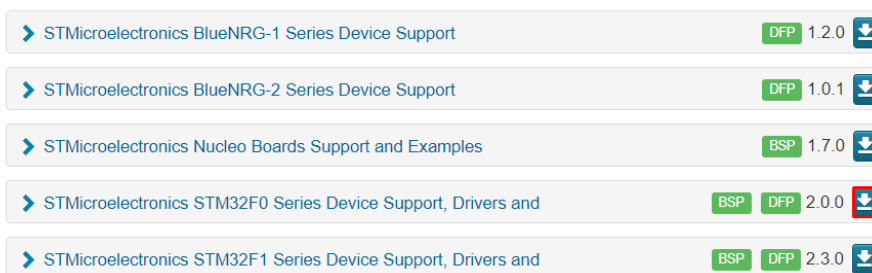 STMicroelectronics BlueNRG-1 Series Device Support DFP 1.2.0
STMicroelectronics BlueNRG-2 Series Device Support DFP 1.0.1
STMicroelectronics Nucleo Boards Support and Examples BSP 1.7.0
STMicroelectronics STM32F0 Series Device Support, Drivers and BSP DFP 2.0.0
STMicroelectronics STM32F1 Series Device Support, Drivers and BSP DFP 2.3.0